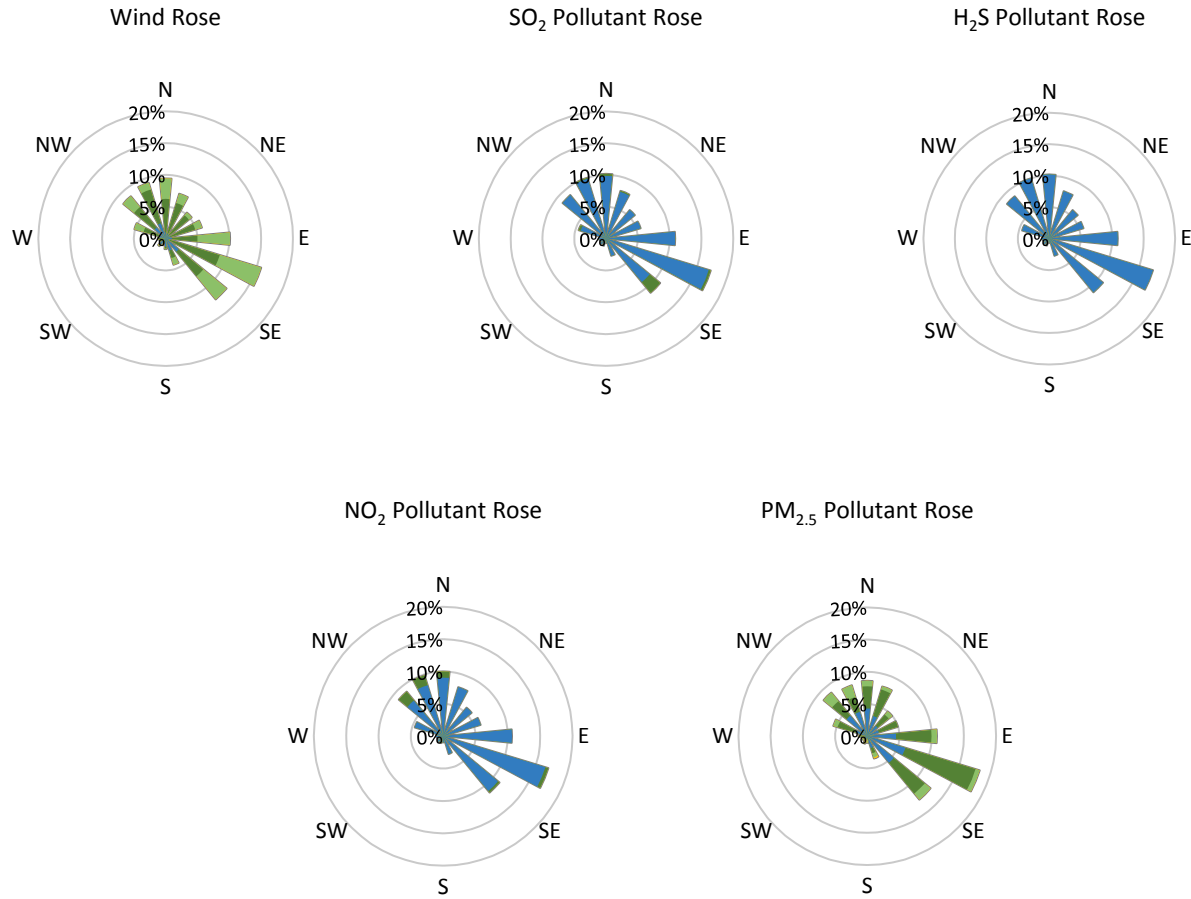 Wind Rose
SO₂ Pollutant Rose
H₂S Pollutant Rose
N
20%
15%
10%
5%
0%
NW
NE
W
E
SW
SE
S
N
20%
15%
10%
5%
0%
NW
NE
W
E
SW
SE
S
N
20%
15%
10%
5%
0%
NW
NE
W
E
SW
SE
S
NO₂ Pollutant Rose
PM₂.₅ Pollutant Rose
N
20%
15%
10%
5%
0%
NW
NE
W
E
SW
SE
S
N
20%
15%
10%
5%
0%
NW
NE
W
E
SW
SE
S